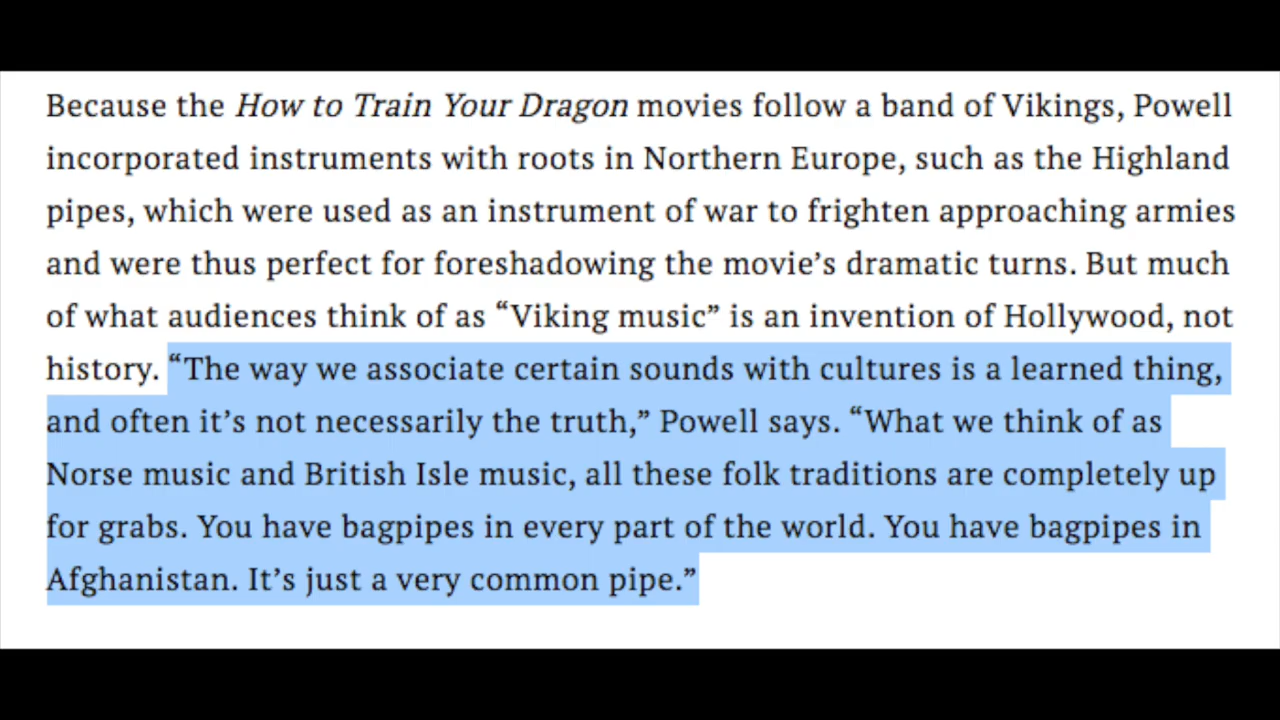 Because the How to Train Your Dragon movies follow a band of Vikings, Powell
incorporated instruments with roots in Northern Europe, such as the Highland
pipes, which were used as an instrument of war to frighten approaching armies
and were thus perfect for foreshadowing the movie’s dramatic turns. But much
of what audiences think of as “Viking music” is an invention of Hollywood, not
history. “The way we associate certain sounds with cultures is a learned thing,
and often it’s not necessarily the truth,” Powell says. “What we think of as
Norse music and British Isle music, all these folk traditions are completely up
for grabs. You have bagpipes in every part of the world. You have bagpipes in
Afghanistan. It’s just a very common pipe.”